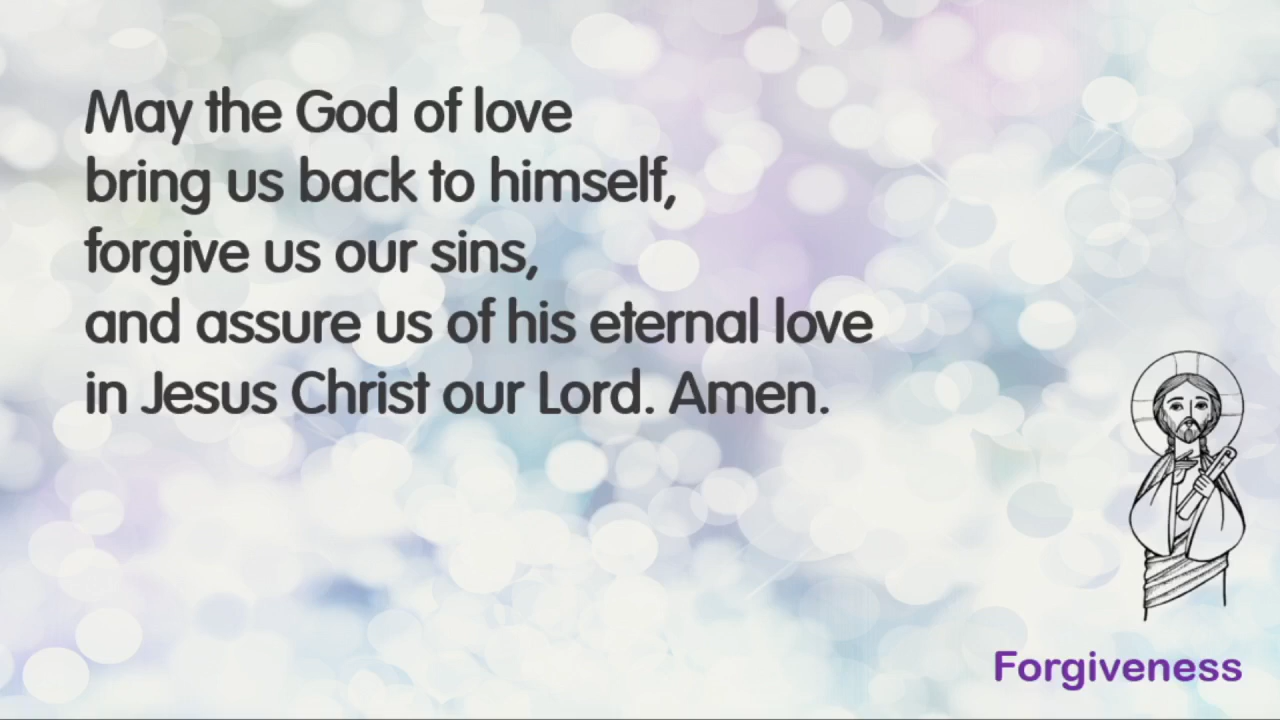 May the God of love
bring us back to himself,
forgive us our sins,
and assure us of his eternal love
in Jesus Christ our Lord. Amen.
Forgiveness